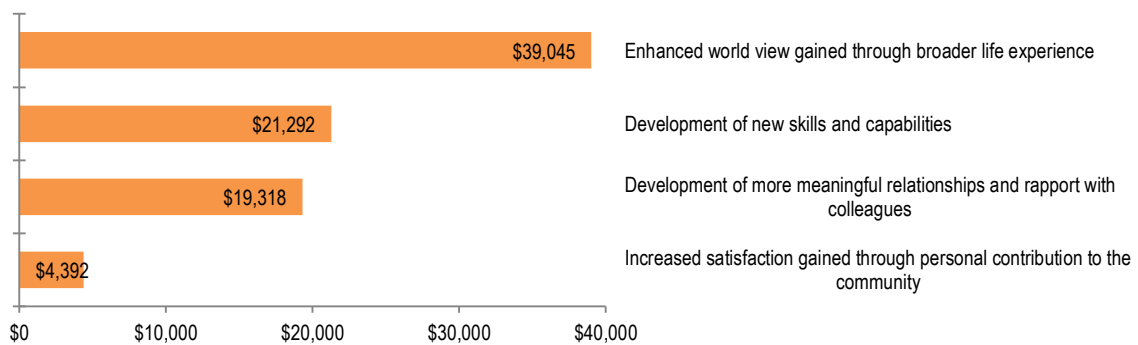 $39,045
Enhanced world view gained through broader life experience
$21,292
Development of new skills and capabilities
$19,318
Development of more meaningful relationships and rapport with
colleagues
$4,392
Increased satisfaction gained through personal contribution to the
community
$0
$10,000
$20,000
$30,000
$40,000